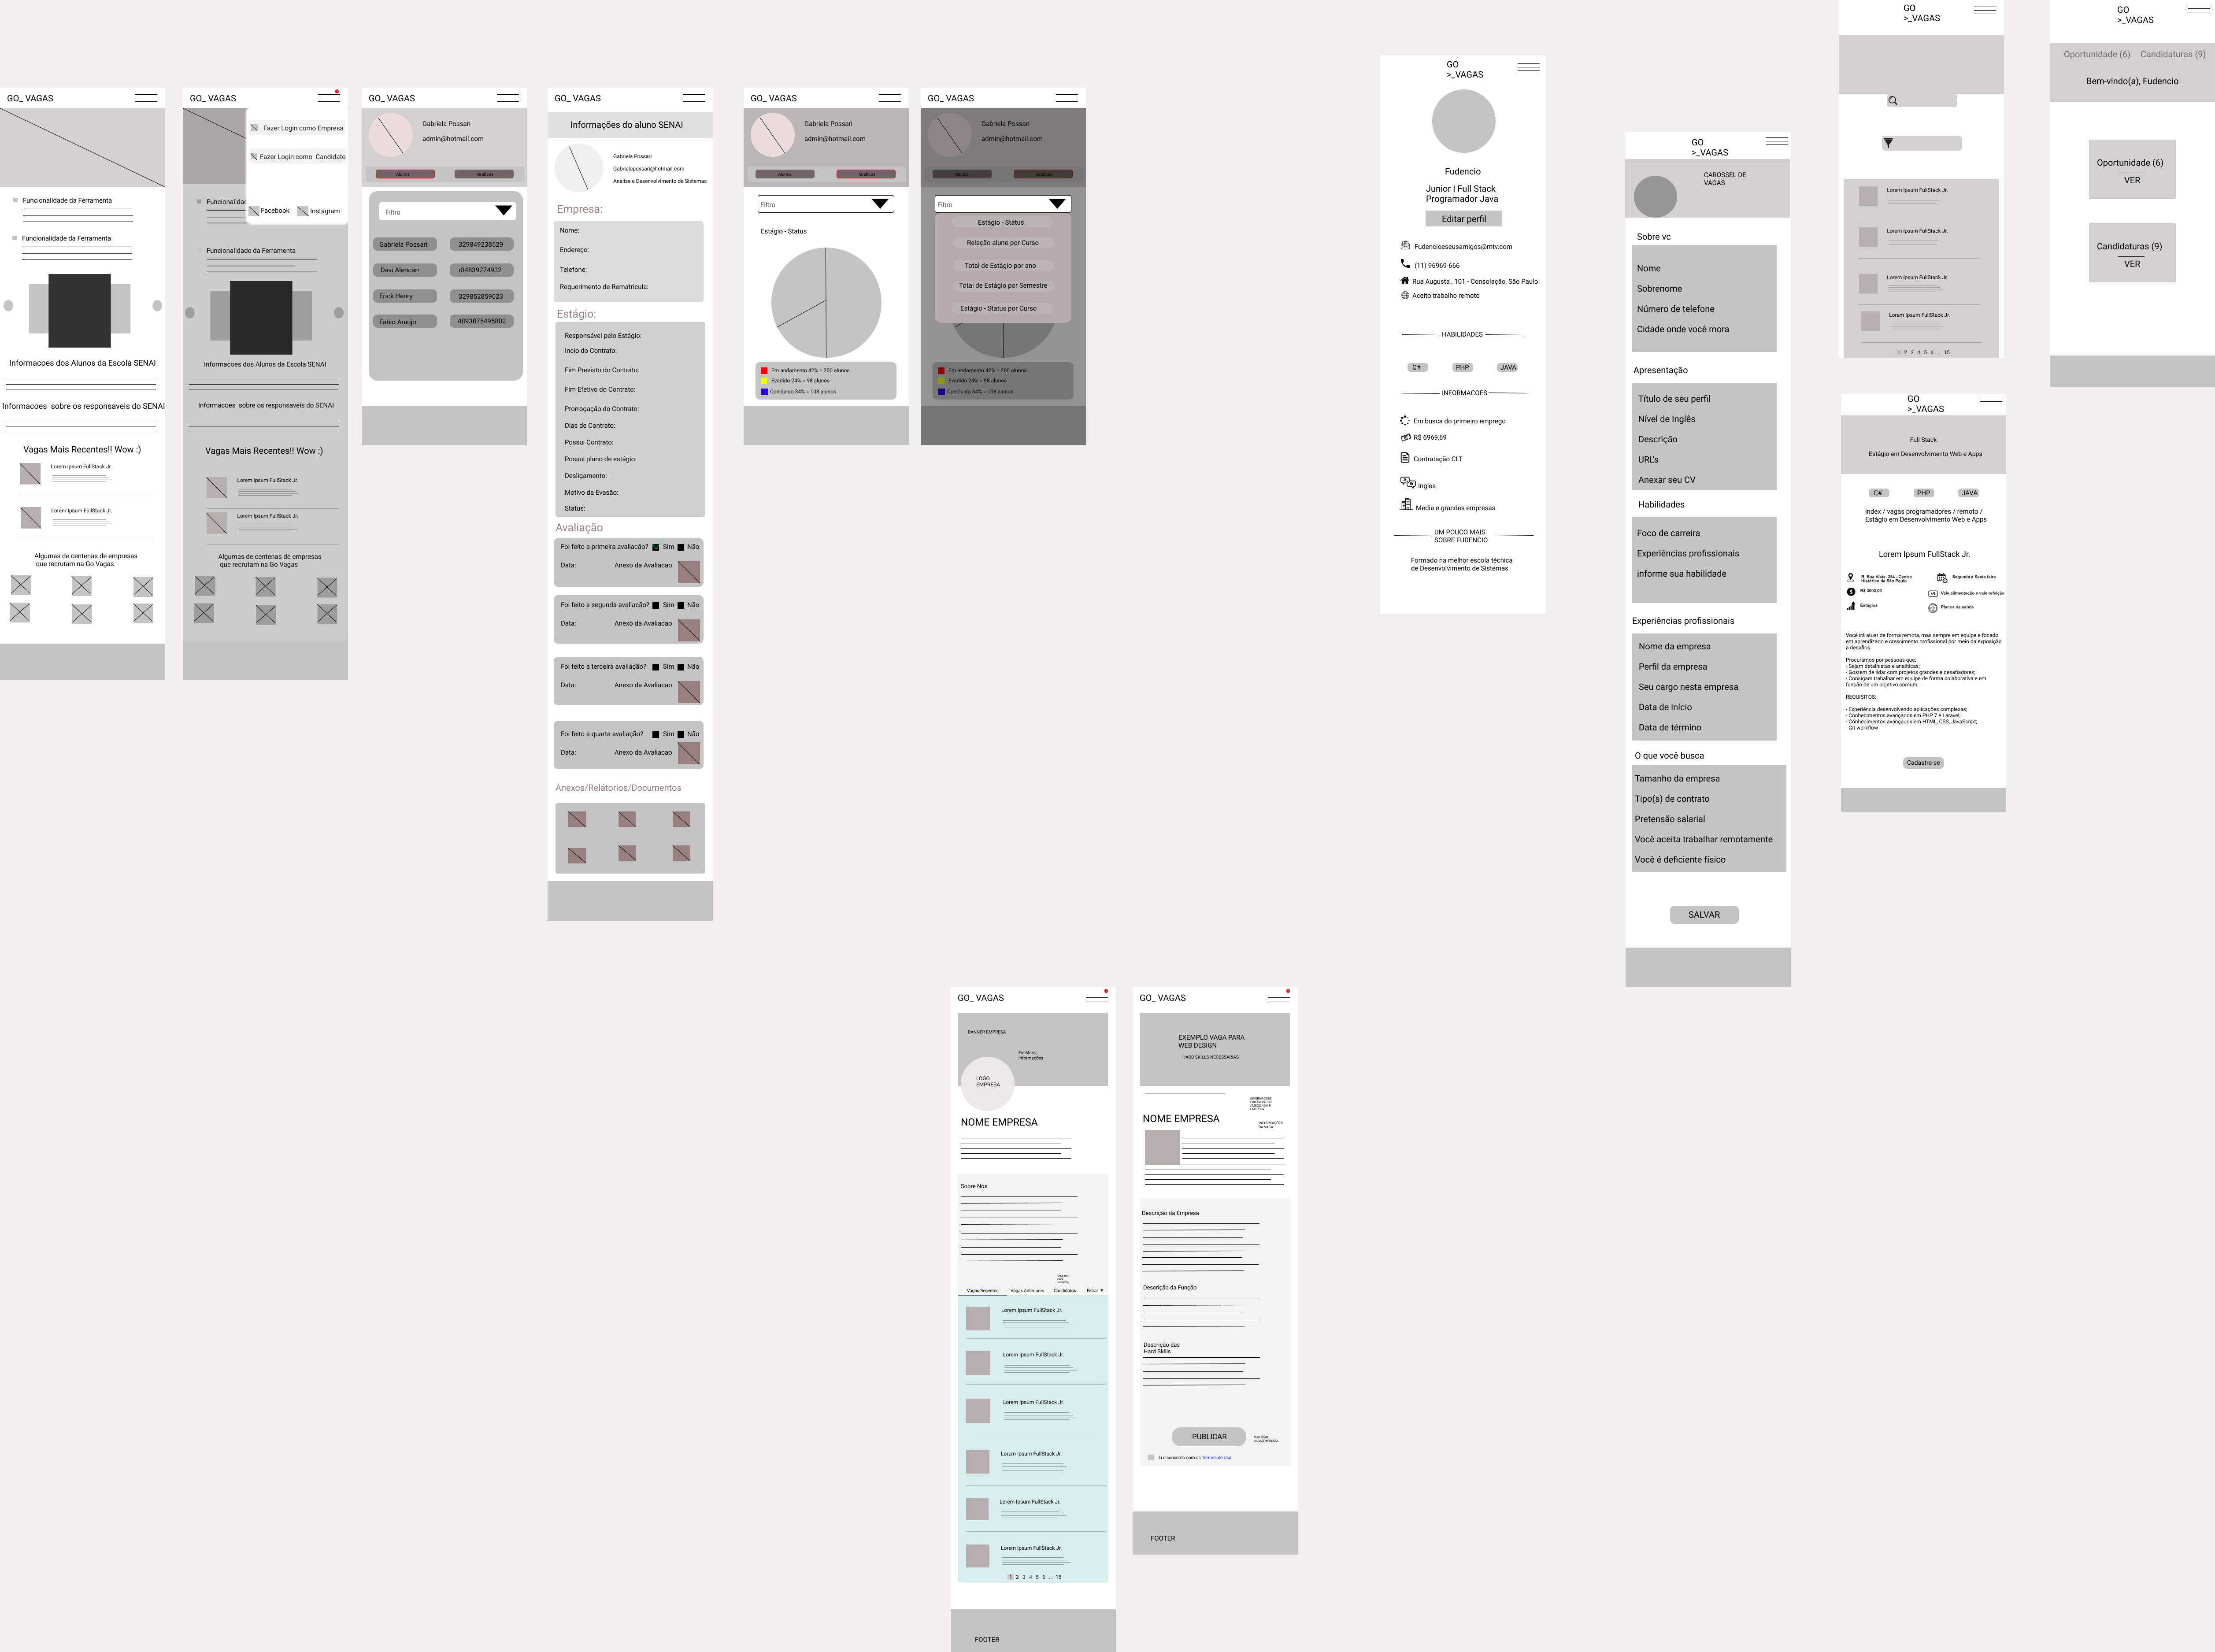 GO_ VAGAS
Funcionalidade da Ferramenta
Funcionalidade da Ferramenta
Informacoes dos Alunos da Escola SENAI
Informacoes sobre os responsaveis do SENAI
Vagas Mais Recentes!! Wow :)
Lorem Ipsum FullStack Jr.
Lorem Ipsum FullStack Jr.
Algumas de centenas de empresas
que recrutam na Go Vagas
GO_ VAGAS
Fazer Login como Empresa
Fazer Login como Candidato
Facebook
Instagram
Funcionalidad
Funcionalidade da Ferramenta
Informacoes dos Alunos da Escola SENAI
Informacoes sobre os responsaveis do SENAI
Vagas Mais Recentes!! Wow :)
Lorem Ipsum FullStack Jr.
Lorem Ipsum FullStack Jr.
Algumas de centenas de empresas
que recrutam na Go Vagas
GO_ VAGAS
Gabriela Possari
admin@hotmail.com
Alunos
Graficos
Filtro
Gabriela Possari
329849238529
Davi Alencarr
r84839274932
Erick Henry
329852859023
Fabio Araujo
4893875495802
GO_ VAGAS
Informações do aluno SENAI
Gabriela Possari
Gabrielapossari@hotmail.com
Analise e Desenvolvimento de Sistemas
Empresa:
Nome:
Endereço:
Telefone:
Requerimento de Rematricula:
Estágio:
Responsável pelo Estágio:
Incio do Contrato:
Fim Previsto do Contrato:
Fim Efetivo do Contrato:
Prorrogação do Contrato:
Dias de Contrato:
Possui Contrato:
Possui plano de estágio:
Desligamento:
Motivo da Evasão:
Status:
Avaliação
Foi feito a primeira avaliacão? Sim Não
Data: Anexo da Avaliacao
Foi feito a segunda avaliacão? Sim Não
Data: Anexo da Avaliacao
Foi feito a terceira avaliação? Sim Não
Data: Anexo da Avaliacao
Foi feito a quarta avaliação? Sim Não
Data: Anexo da Avaliacao
Anexos/Relátorios/Documentos
GO_ VAGAS
Gabriela Possari
admin@hotmail.com
Alunos
Graficos
Filtro
Estágio - Status
Em andamento 42% = 200 alunos
Evadido 24% = 98 alunos
Concluido 34% = 108 alunos
GO_ VAGAS
Gabriela Possari
admin@hotmail.com
Alunos
Graficos
Filtro
Estágio - Status
Relação aluno por Curso
Total de Estágio por ano
Total de Estágio por Semestre
Estágio - Status por Curso
Em andamento 42% = 200 alunos
Evadido 24% = 98 alunos
Concluido 34% = 108 alunos
GO
>_VAGAS
Fudencio
Junior I Full Stack
Programador Java
Editar perfil
Fudencioeseusamigos@mtv.com
(11) 96969-666
Rua Augusta , 101 - Consolação, São Paulo
Aceito trabalho remoto
HABILIDADES
C#
PHP
JAVA
INFORMACOES
Em busca do primeiro emprego
R$ 6969,69
Contratação CLT
Ingles
Media e grandes empresas
UM POUCO MAIS
SOBRE FUDENCIO
Formado na melhor escola técnica
de Desenvolvimento de Sistemas
GO
>_VAGAS
CAROSSEL DE
VAGAS
Sobre vc
Nome
Sobrenome
Número de telefone
Cidade onde você mora
Apresentação
Título de seu perfil
Nível de Inglês
Descrição
URL's
Anexar seu CV
Habilidades
Foco de carreira
Experiências profissionais
informe sua habilidade
Experiências profissionais
Nome da empresa
Perfil da empresa
Seu cargo nesta empresa
Data de início
Data de término
O que você busca
Tamanho da empresa
Tipo(s) de contrato
Pretensão salarial
Você aceita trabalhar remotamente
Você é deficiente físico
SALVAR
GO
>_VAGAS
Lorem Ipsum FullStack Jr.
Lorem Ipsum FullStack Jr.
Lorem Ipsum FullStack Jr.
Lorem Ipsum FullStack Jr.
1 2 3 4 5 6 ... 15
GO
>_VAGAS
Oportunidade (6) Candidaturas (9)
Bem-vindo(a), Fudencio
Oportunidade (6)
VER
Candidaturas (9)
VER
GO
>_VAGAS
Full Stack
Estágio em Desenvolvimento Web e Apps
C#
PHP
JAVA
index / vagas programadores / remoto /
Estágio em Desenvolvimento Web e Apps
Lorem Ipsum FullStack Jr.
R. Boa Vista, 254 - Centro
Histórico de São Paulo
Segunda à Sexta feira
R$ 3000,00
Vale alimentação e vale refeição
Estágios
Planos de saúde
Você irá atuar de forma remota, mas sempre em equipe e focado
em aprendizado e crescimento profissional por meio da exposição
a desafios.
Procuramos por pessoas que:
- Sejam detalhistas e analíticas;
- Gostem de lidar com projetos grandes e desafiadores;
- Consigam trabalhar em equipe de forma colaborativa e em
função de um objetivo comum;
REQUISITOS:
- Experiência desenvolvendo aplicações complexas;
- Conhecimentos avançados em PHP 7 e Laravel;
- Conhecimentos avançados em HTML, CSS, JavaScript;
- Git workflow
Cadastre-se
GO_ VAGAS
BANNER EMPRESA
Ex: Mural,
Informações
LOGO
EMPRESA
NOME EMPRESA
Sobre Nós
Vagas Recentes Vagas Anteriores Candidatos Filtrar
Lorem Ipsum FullStack Jr.
Lorem Ipsum FullStack Jr.
Lorem Ipsum FullStack Jr.
Lorem Ipsum FullStack Jr.
Lorem Ipsum FullStack Jr.
Lorem Ipsum FullStack Jr.
1 2 3 4 5 6 ... 15
FOOTER
GO_ VAGAS
EXEMPLO VAGA PARA
WEB DESIGN
HARD SKILLS NECESSÁRIAS
NOME EMPRESA
INFORMAÇÕES
DA VAGA
Descrição da Empresa
Descrição da Função
Descrição das
Hard Skills
PUBLICAR
PUBLICAR
Li e concordo com os Termos de Uso
FOOTER